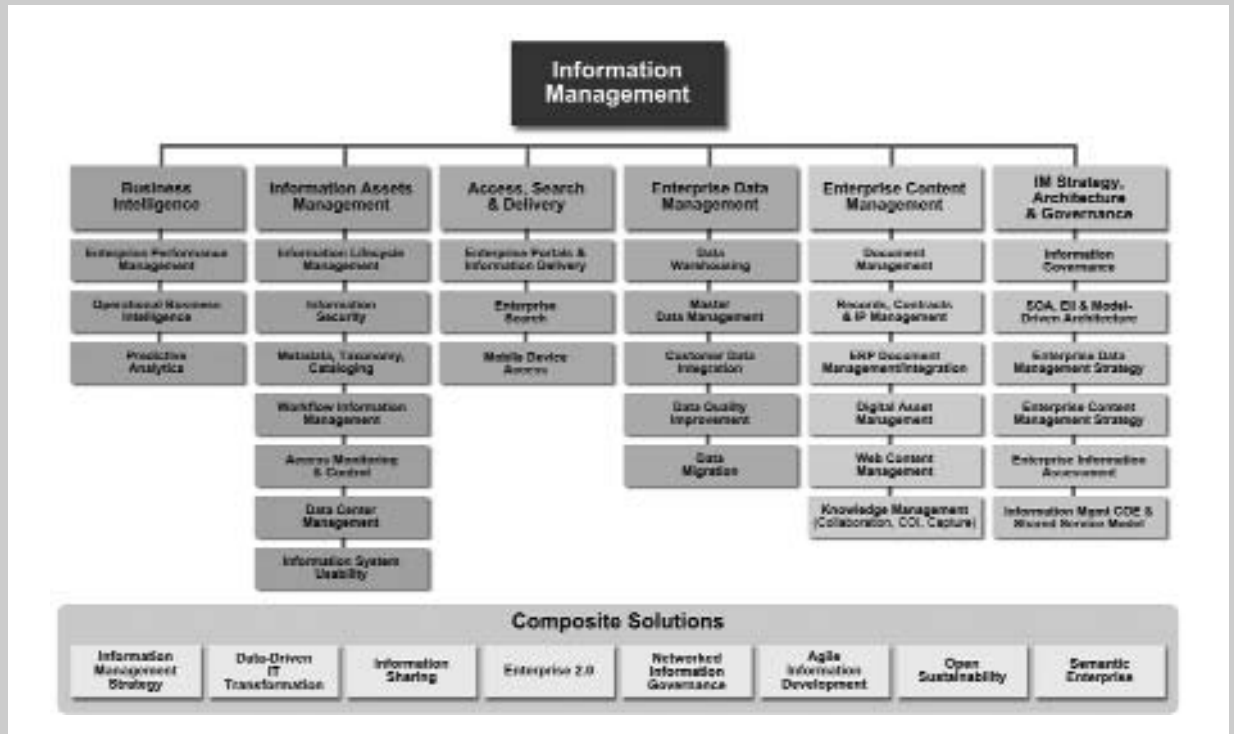 Information
Management
Business
Intelligence
Enterprise Performance
Management
Operational Business
Intelligence
Predictive
Analytics
Information Assets
Management
Information Lifecycle
Management
Information
Security
Metadata, Taxonomy,
Cataloging
Workflow Information
Management
Access Monitoring
& Control
Data Center
Management
Information System
Usability
Access, Search
& Delivery
Enterprise Portals &
Information Delivery
Enterprise
Search
Mobile Device
Access
Enterprise Data
Management
Data
Warehousing
Master
Data Management
Customer Data
Integration
Data Quality
Improvement
Data
Migration
Enterprise Content
Management
Document
Management
Records, Contracts
& IP Management
ERP Document
Management/Integration
Digital Asset
Management
Web Content
Management
Knowledge Management
(Collaboration, COI, Capture)
IM Strategy,
Architecture
& Governance
Information
Governance
SOA, EII & Model-
Driven Architecture
Enterprise Data
Management Strategy
Enterprise Content
Management Strategy
Enterprise Information
Assessment
Information Mgmt COE &
Shared Service Model
Composite Solutions
Information
Management
Strategy
Data-Driven
IT
Transformation
Information
Sharing
Enterprise 2.0
Networked
Information
Governance
Agile
Information
Development
Open
Sustainability
Semantic
Enterprise